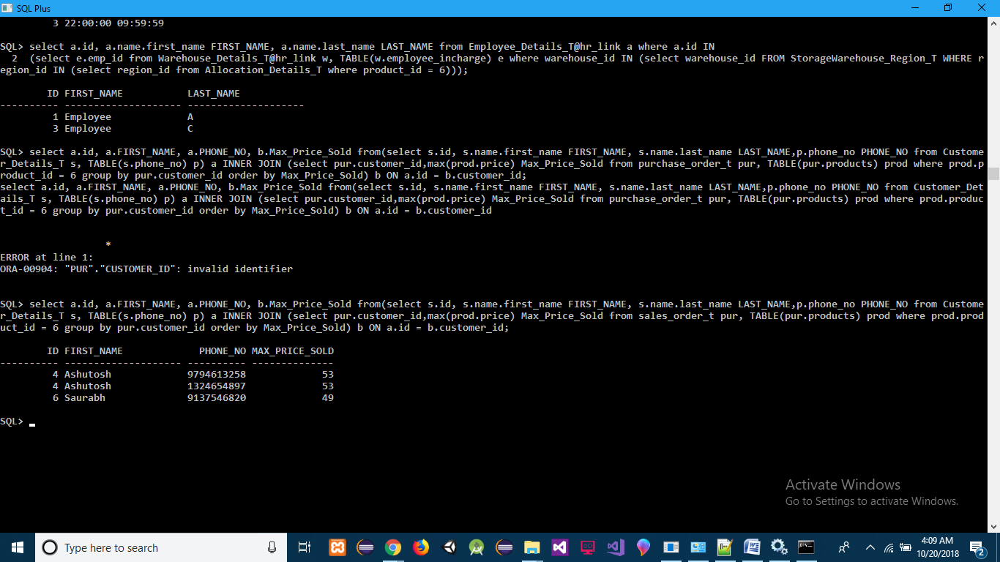 SQL Plus
3 22:00:00 09:59:59
SQL> select a.id, a.name.first_name FIRST_NAME, a.name.last_name LAST_NAME from Employee_Details_T@hr_link a where a.id IN
2 (select e.emp_id from Warehouse_Details_T@hr_link w, TABLE(w.employee_incharge) e where warehouse_id IN (select warehouse_id FROM StorageWarehouse_Region_T WHERE r
egion_id IN (select region_id from Allocation_Details_T where product_id = 6)));
ID FIRST_NAME LAST_NAME
---------- -------------------- --------------------
1 Employee A
3 Employee C
SQL> select a.id, a.FIRST_NAME, a.PHONE_NO, b.Max_Price_Sold from(select s.id, s.name.first_name FIRST_NAME, s.name.last_name LAST_NAME,p.phone_no PHONE_NO from Custome
r_Details_T s, TABLE(s.phone_no) p) a INNER JOIN (select pur.customer_id,max(prod.price) Max_Price_Sold from purchase_order_t pur, TABLE(pur.products) prod where prod.p
roduct_id = 6 group by pur.customer_id order by Max_Price_Sold) b ON a.id = b.customer_id;
select a.id, a.FIRST_NAME, a.PHONE_NO, b.Max_Price_Sold from(select s.id, s.name.first_name FIRST_NAME, s.name.last_name LAST_NAME,p.phone_no PHONE_NO from Customer_Det
ails_T s, TABLE(s.phone_no) p) a INNER JOIN (select pur.customer_id,max(prod.price) Max_Price_Sold from purchase_order_t pur, TABLE(pur.products) prod where prod.produc
t_id = 6 group by pur.customer_id order by Max_Price_Sold) b ON a.id = b.customer_id
*
ERROR at line 1:
ORA-00904: "PUR"."CUSTOMER_ID": invalid identifier
SQL> select a.id, a.FIRST_NAME, a.PHONE_NO, b.Max_Price_Sold from(select s.id, s.name.first_name FIRST_NAME, s.name.last_name LAST_NAME,p.phone_no PHONE_NO from Custome
r_Details_T s, TABLE(s.phone_no) p) a INNER JOIN (select pur.customer_id,max(prod.price) Max_Price_Sold from sales_order_t pur, TABLE(pur.products) prod where prod.prod
uct_id = 6 group by pur.customer_id order by Max_Price_Sold) b ON a.id = b.customer_id;
ID FIRST_NAME PHONE_NO MAX_PRICE_SOLD
---------- -------------------- ---------- --------------
4 Ashutosh 9794613258 53
4 Ashutosh 1324654897 53
6 Saurabh 9137546820 49
SQL>
Activate Windows
Go to Settings to activate Windows.
Type here to search
4:09 AM
10/20/2018
2